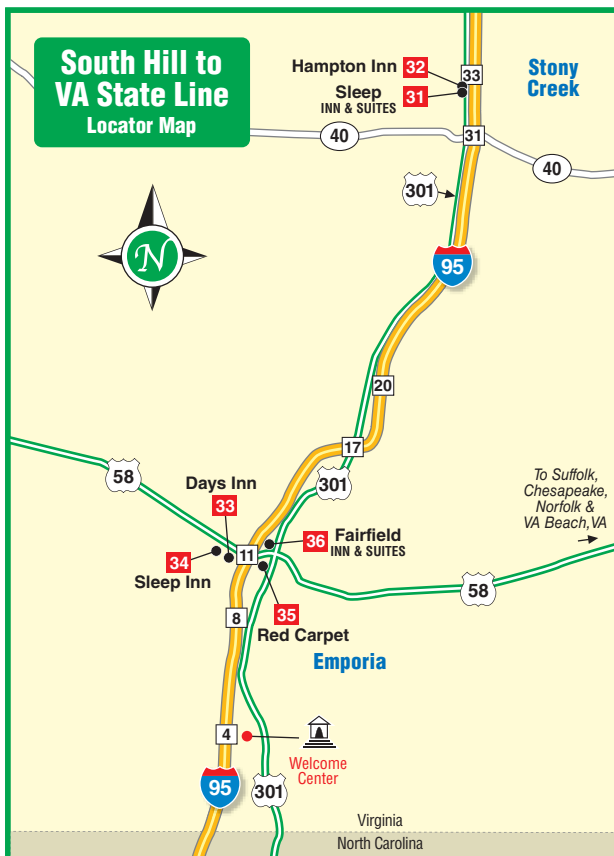 South Hill to
VA State Line
Locator Map
Hampton Inn 32
33
Stony
Creek
Sleep 31
INN & SUITES
40
31
40
301
N
95
20
17
58
301
To Suffolk,
Chesapeake,
Norfolk &
VA Beach, VA
Days Inn
33
36 Fairfield
INN & SUITES
34
11
Sleep Inn
58
35
8
Red Carpet
Emporia
4
Welcome
Center
95
301
Virginia
North Carolina